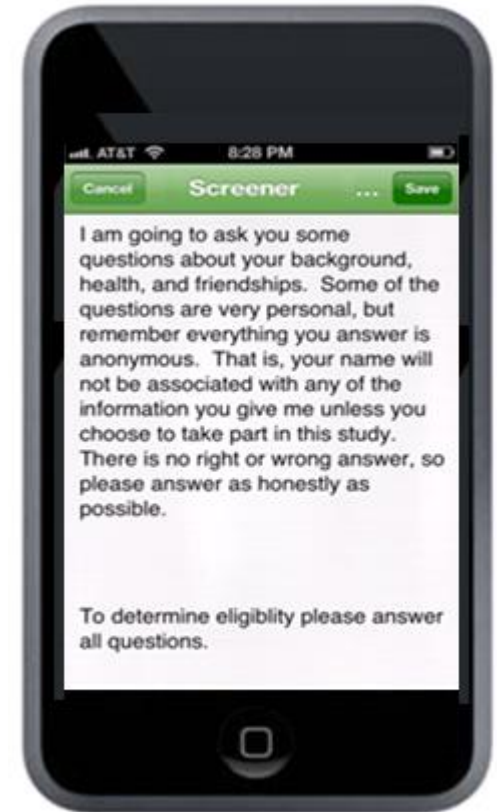 AT&T 8:28 PM
Cancel Screener ... Save
I am going to ask you some
questions about your background,
health, and friendships. Some of the
questions are very personal, but
remember everything you answer is
anonymous. That is, your name will
not be associated with any of the
information you give me unless you
choose to take part in this study.
There is no right or wrong answer, so
please answer as honestly as
possible.
To determine eligiblity please answer
all questions.